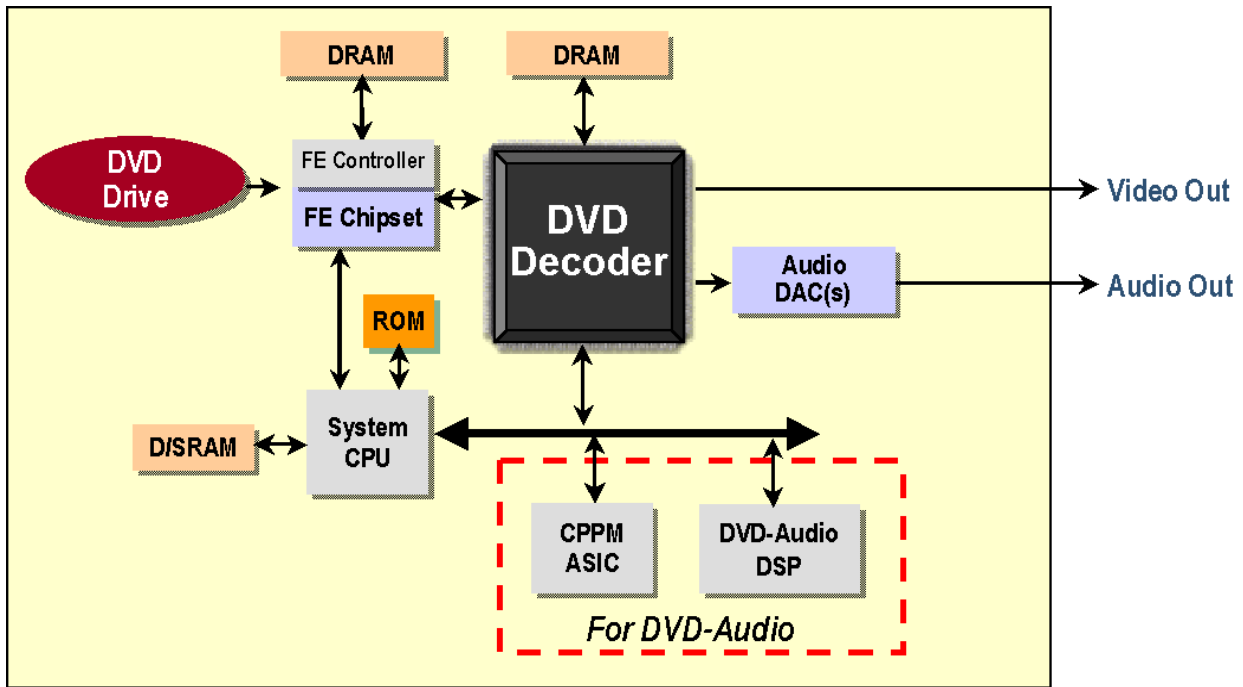 DRAM
DRAM
DVD
Drive
FE Controller
FE Chipset
DVD
Decoder
Video Out
Audio
DAC(s)
Audio Out
ROM
System
CPU
D/SRAM
CPPM
ASIC
DVD-Audio
DSP
For DVD-Audio